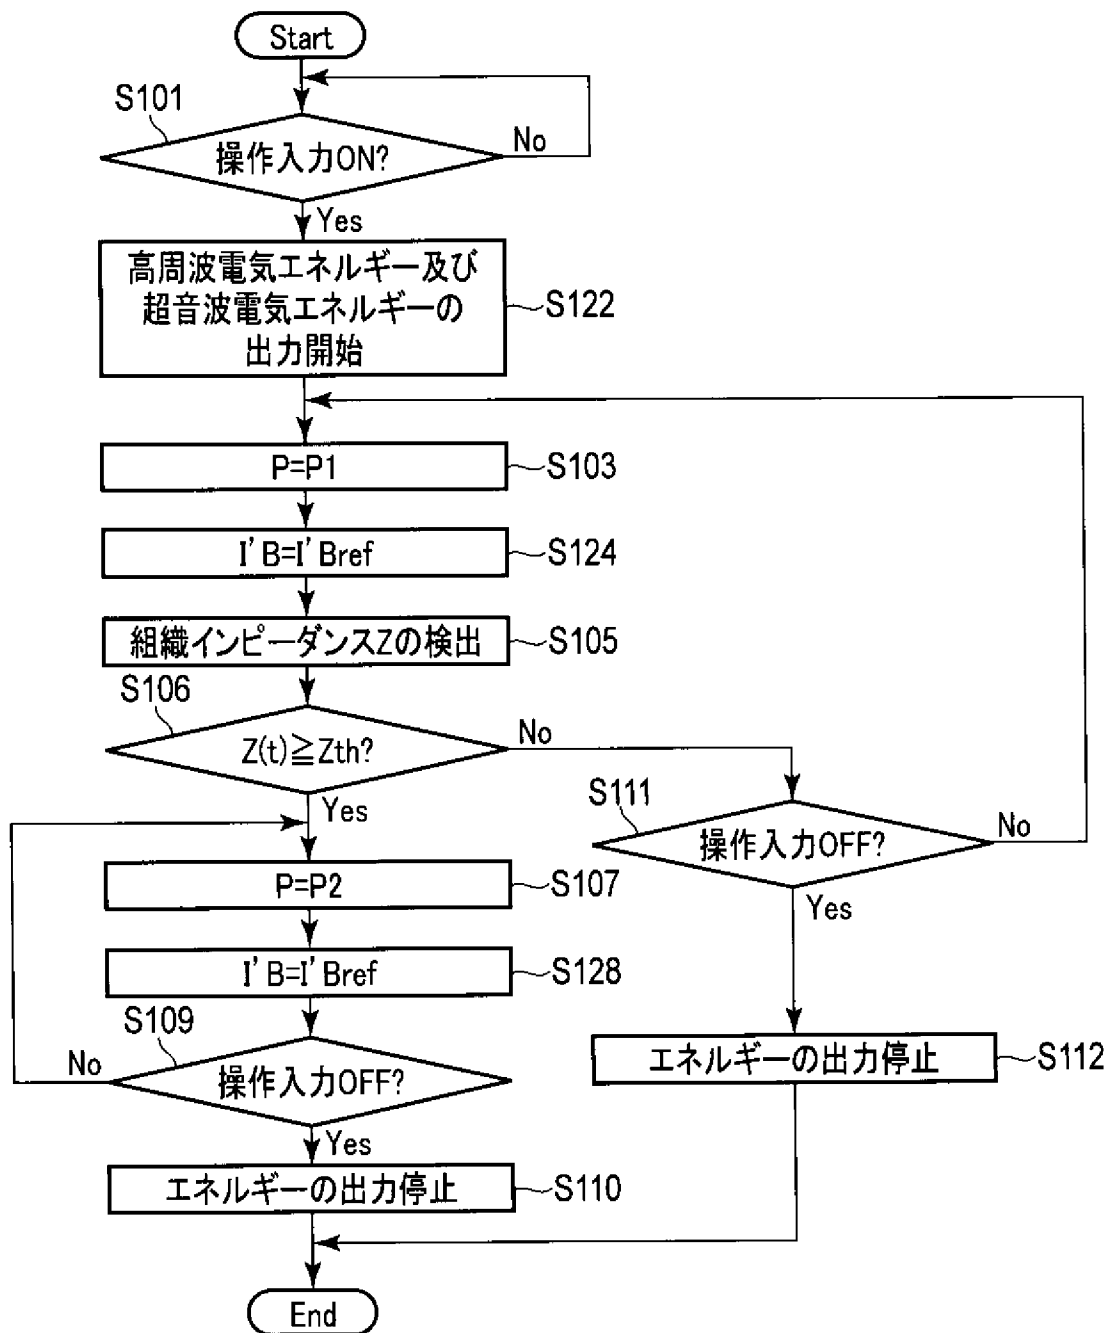 Start
S101
操作入力ON?
No
Yes
高周波電気エネルギー及び
超音波電気エネルギーの
出力開始
S122
P=P1
S103
I'B=I'Bref
S124
組織インピーダンスZの検出
S105
S106
Z(t)≧Zth?
No
Yes
S111
操作入力OFF?
No
Yes
P=P2
S107
I'B=I'Bref
S128
S109
No
操作入力OFF?
Yes
エネルギーの出力停止
S112
エネルギーの出力停止
S110
End